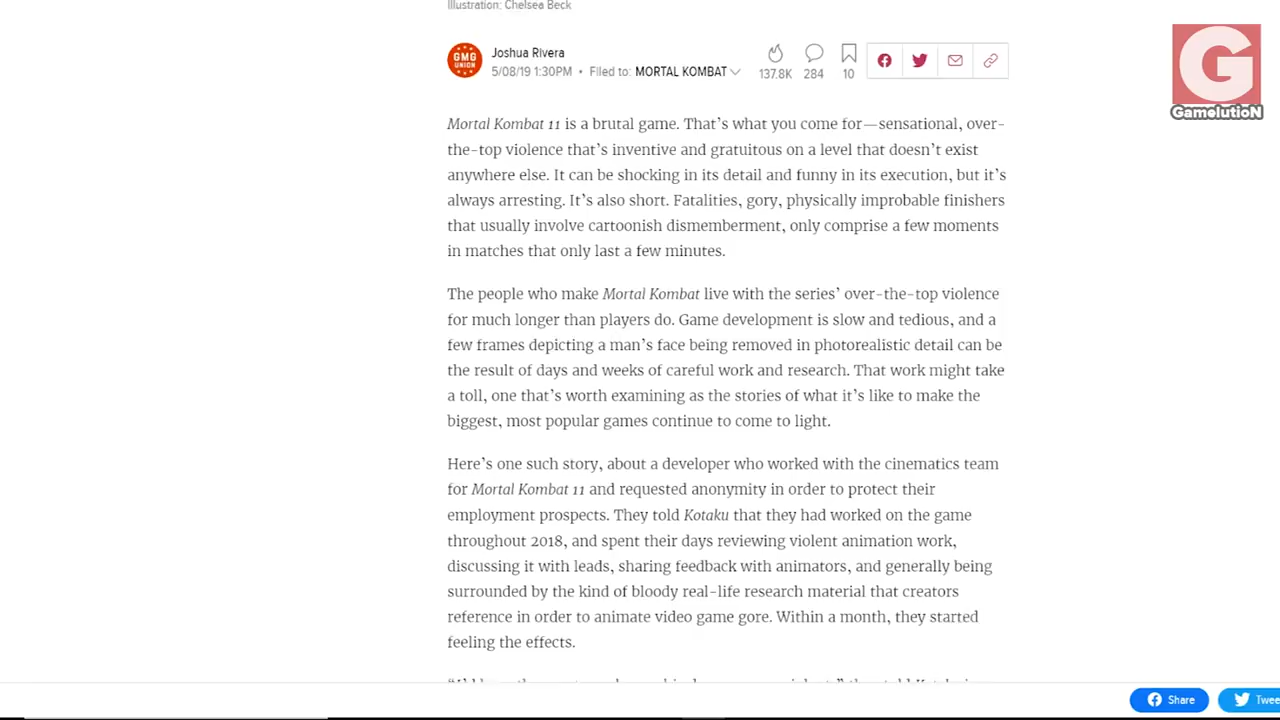 Illustration: Chelsea Beck
GMG UNION
Joshua Rivera
5/08/19 1:30PM • Filed to: MORTAL KOMBAT
137.8K 284 10
G
GamelutioN
Mortal Kombat 11 is a brutal game. That's what you come for—sensational, over-
the-top violence that's inventive and gratuitous on a level that doesn't exist
anywhere else. It can be shocking in its detail and funny in its execution, but it's
always arresting. It's also short. Fatalities, gory, physically improbable finishers
that usually involve cartoonish dismemberment, only comprise a few moments
in matches that only last a few minutes.
The people who make Mortal Kombat live with the series' over-the-top violence
for much longer than players do. Game development is slow and tedious, and a
few frames depicting a man's face being removed in photorealistic detail can be
the result of days and weeks of careful work and research. That work might take
a toll, one that's worth examining as the stories of what it's like to make the
biggest, most popular games continue to come to light.
Here's one such story, about a developer who worked with the cinematics team
for Mortal Kombat 11 and requested anonymity in order to protect their
employment prospects. They told Kotaku that they had worked on the game
throughout 2018, and spent their days reviewing violent animation work,
discussing it with leads, sharing feedback with animators, and generally being
surrounded by the kind of bloody real-life research material that creators
reference in order to animate video game gore. Within a month, they started
feeling the effects.
Share
Twee